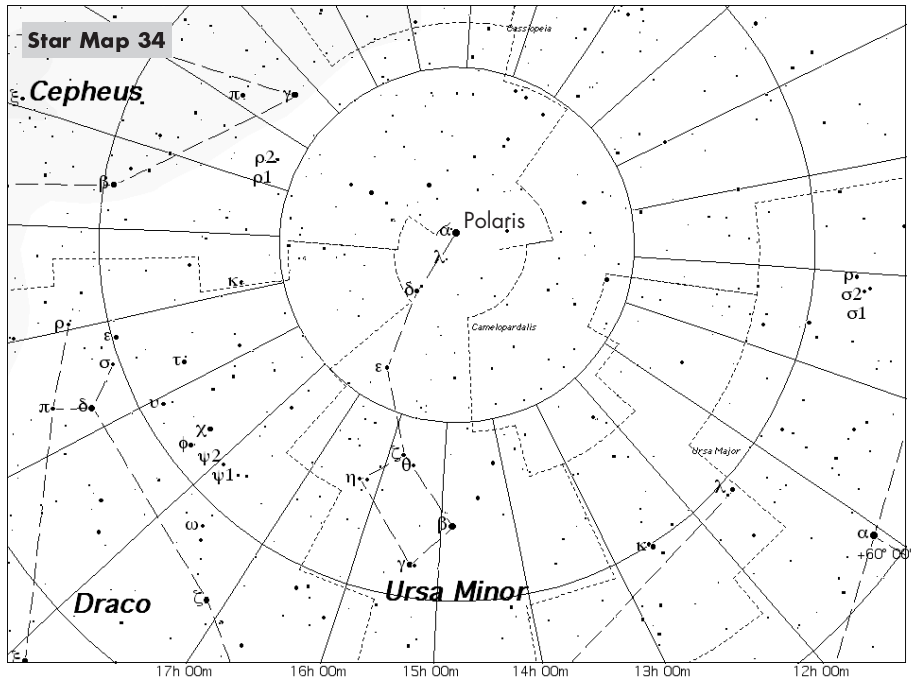 Star Map 34
Cassiopeia
ξ Cepheus
π γ
ρ2
ρ1
β
α Polaris
λ
κ δ
ρ
σ2
σ1
Camelopardalis
ρ
ε
σ τ ε
π δ υ
χ
φ
ψ2
ψ1
ζ
θ
η
Ursa Major
λ
ω β
α
κ
+60° 00'
γ
ζ
Draco
Ursa Minor
ξ
17h 00m 16h 00m 15h 00m 14h 00m 13h 00m 12h 00m